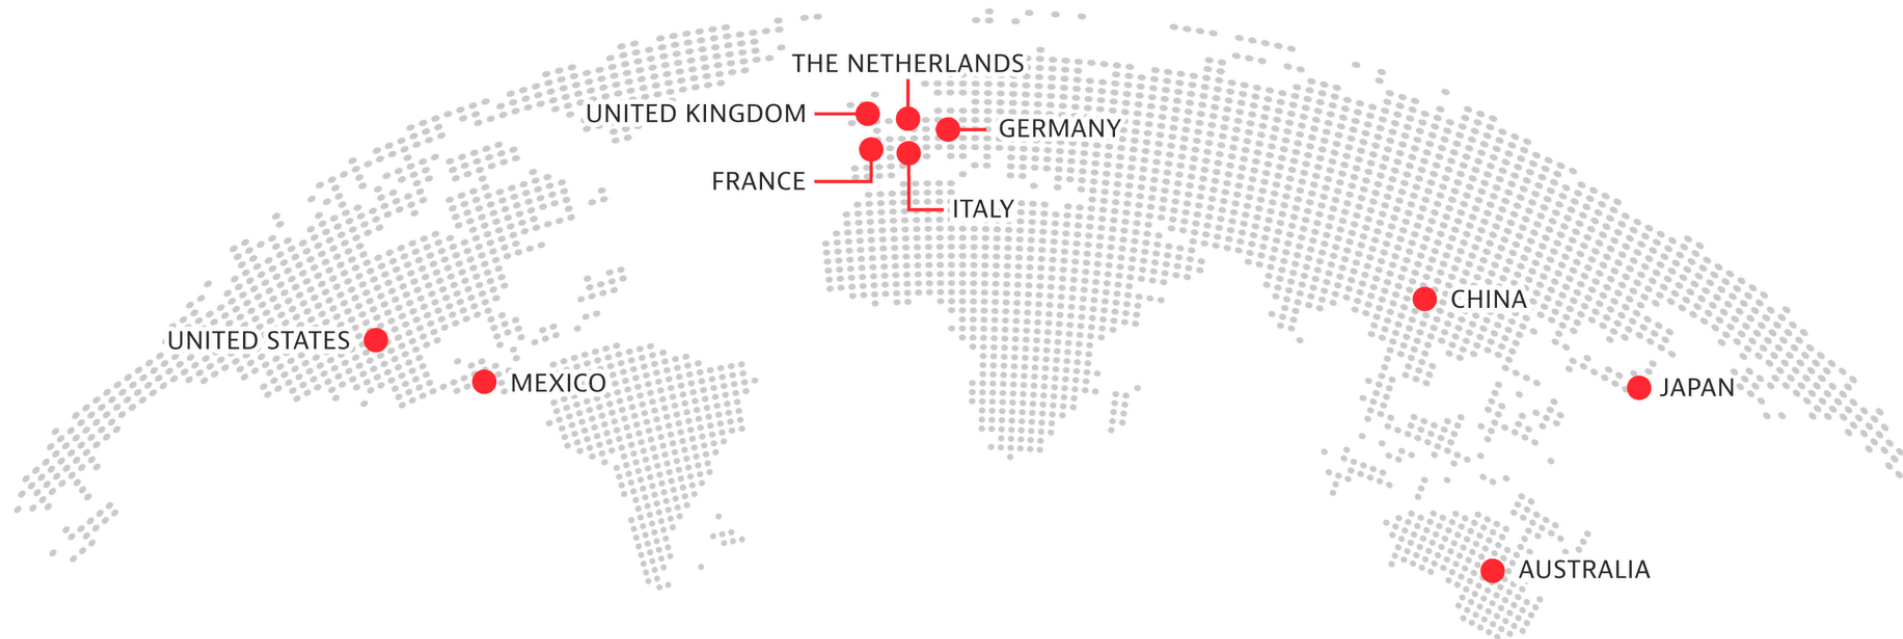 THE NETHERLANDS
UNITED KINGDOM
GERMANY
FRANCE
ITALY
CHINA
UNITED STATES
MEXICO
JAPAN
AUSTRALIA